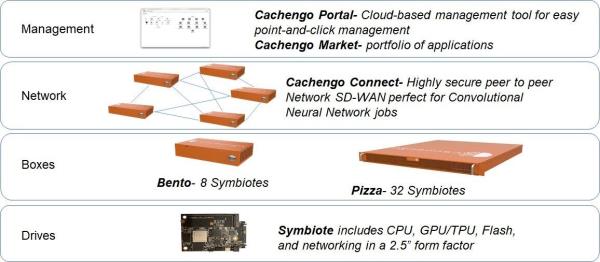 Management
Cachengo Portal- Cloud-based management tool for easy
point-and-click management
Cachengo Market- portfolio of applications
Network
Cachengo Connect- Highly secure peer to peer
Network SD-WAN perfect for Convolutional
Neural Network jobs
Boxes
Bento- 8 Symbiotes
Pizza- 32 Symbiotes
Drives
Symbiote includes CPU, GPU/TPU, Flash,
and networking in a 2.5” form factor